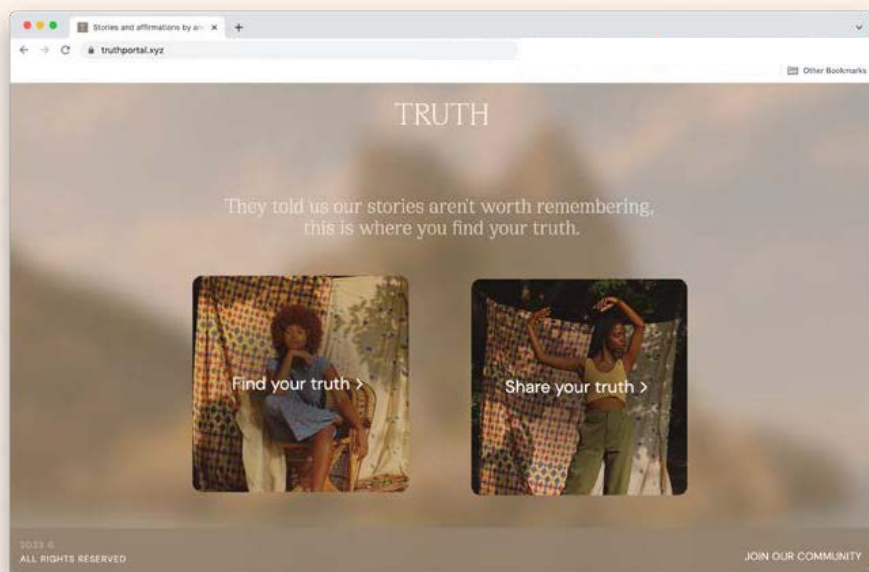 Stories and affirmations by an
truthportal.xyz
Other Bookmarks
TRUTH
They told us our stories aren't worth remembering,
this is where you find your truth.
Find your truth >
Share your truth >
2023 ©
ALL RIGHTS RESERVED
JOIN OUR COMMUNITY